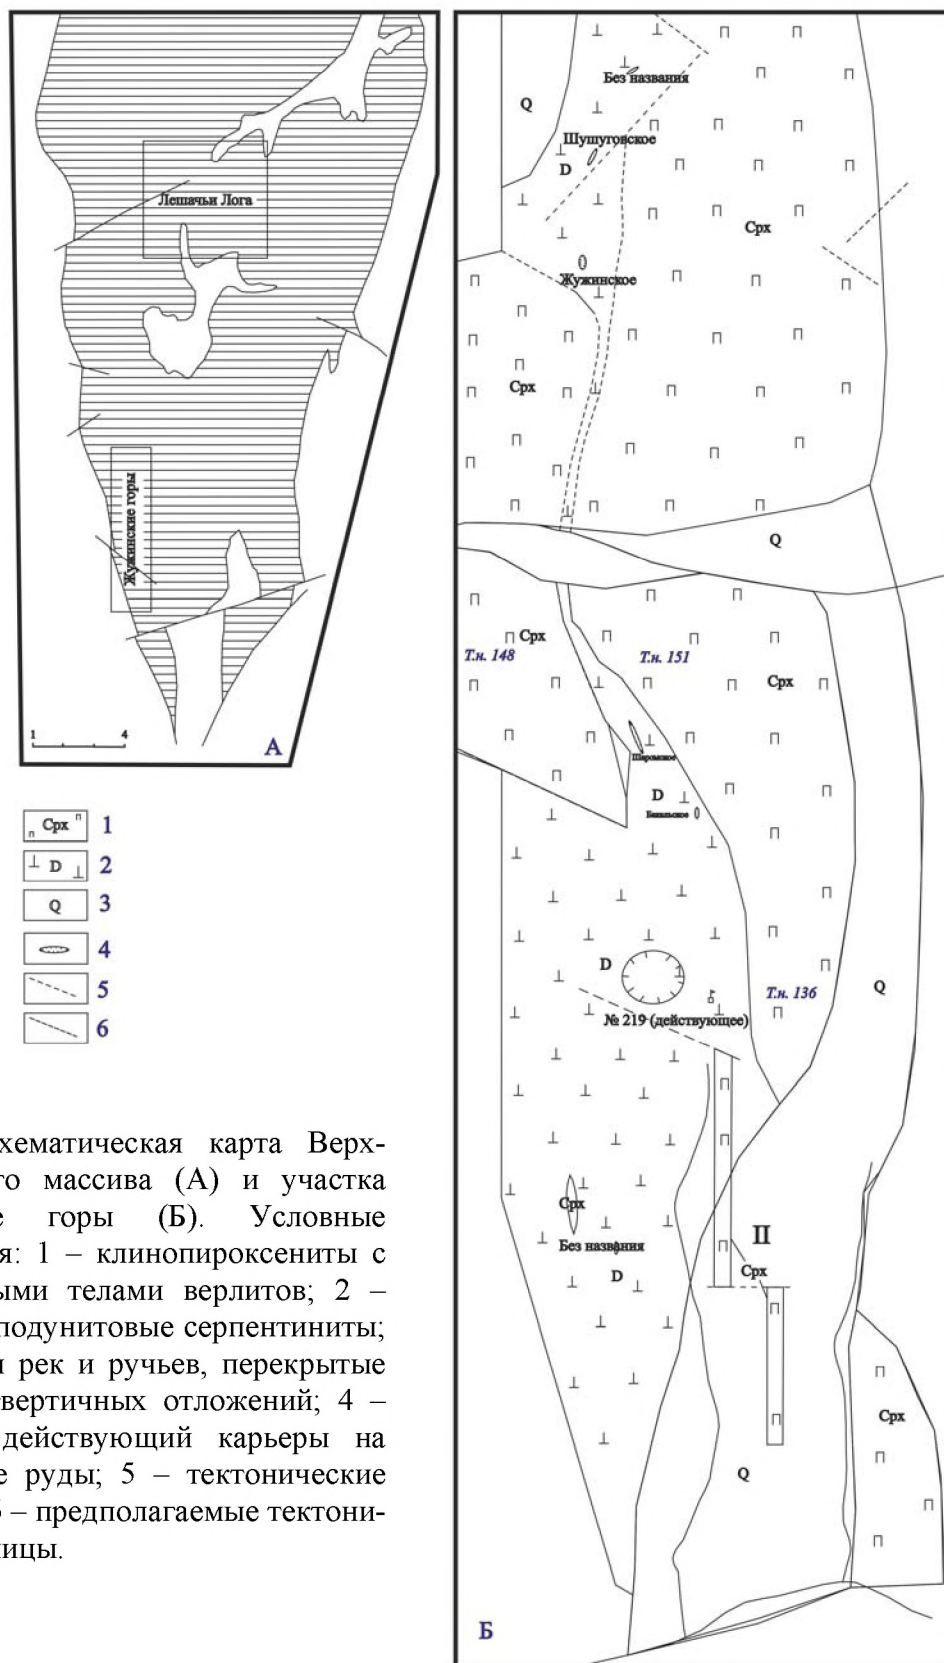 Лешачьи Лога
Жужинские горы
1 4
А
Срх 1
D 2
Q 3
4
5
6
хематическая карта Верх-
го массива (А) и участка
е горы (Б). Условные
я: 1 – клинопироксениты с
ыми телами верлитов; 2 –
подунитовые серпентиниты;
и рек и ручьев, перекрытые
вертичных отложений; 4 –
действующий карьеры на
е руды; 5 – тектонические
6 – предполагаемые тектони-
ицы.
Без названия
Q
Шушуговское
D
Срх
Жужинское
Срх
Q
Срх
Т.н. 148
Т.н. 151
Срх
Шаромское
D
D
Т.н. 136
Q
№ 219 (действующее)
Срх
II
Без названия
Срх
D
Срх
Q
Б